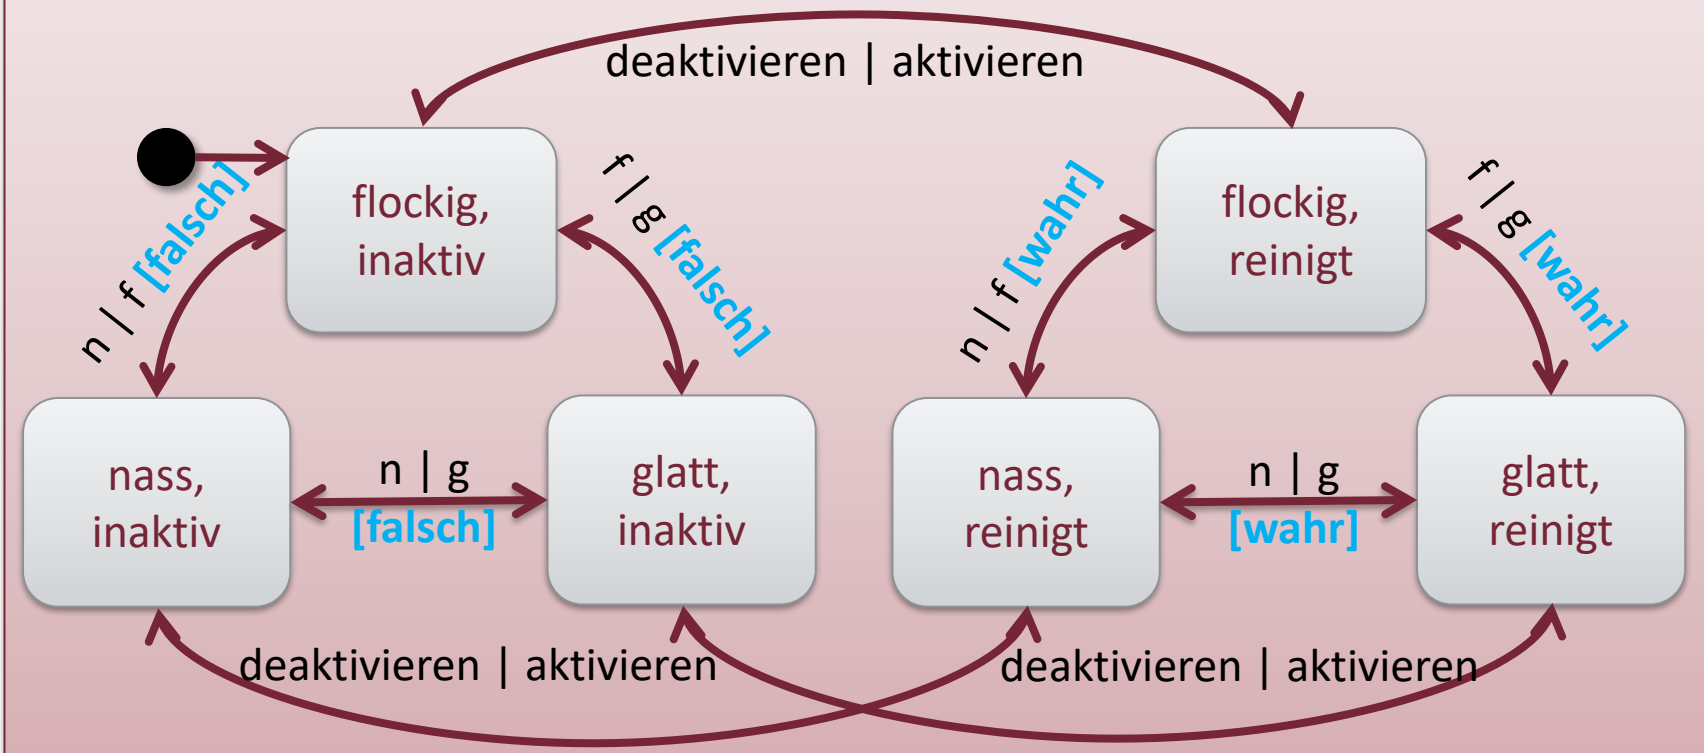 deaktivieren | aktivieren
n | f [falsch]
flockig,
inaktiv
f | g [falsch]
n | f [wahr]
flockig,
reinigt
f | g [wahr]
nass,
inaktiv
n | g
[falsch]
glatt,
inaktiv
nass,
reinigt
n | g
[wahr]
glatt,
reinigt
deaktivieren | aktivieren
deaktivieren | aktivieren